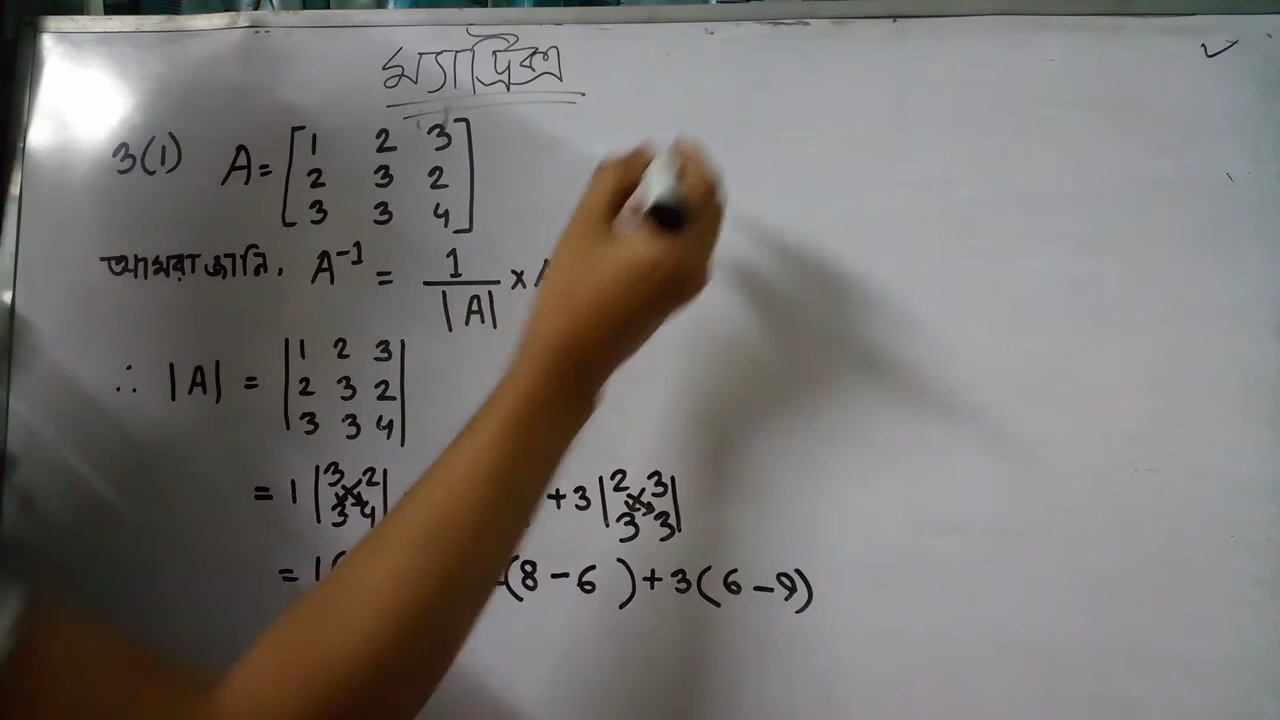 ম্যাট্রিক্স
3(1) A = [1 2 3
2 3 2
3 3 4]
আমরা জানি, A⁻¹ = 1/|A| ×
∴ |A| = |1 2 3
2 3 2
3 3 4|
= 1 |3 2 3 4| + 3 |2 3 3 3|
= 1( (8 - 6) + 3(6 - 9)